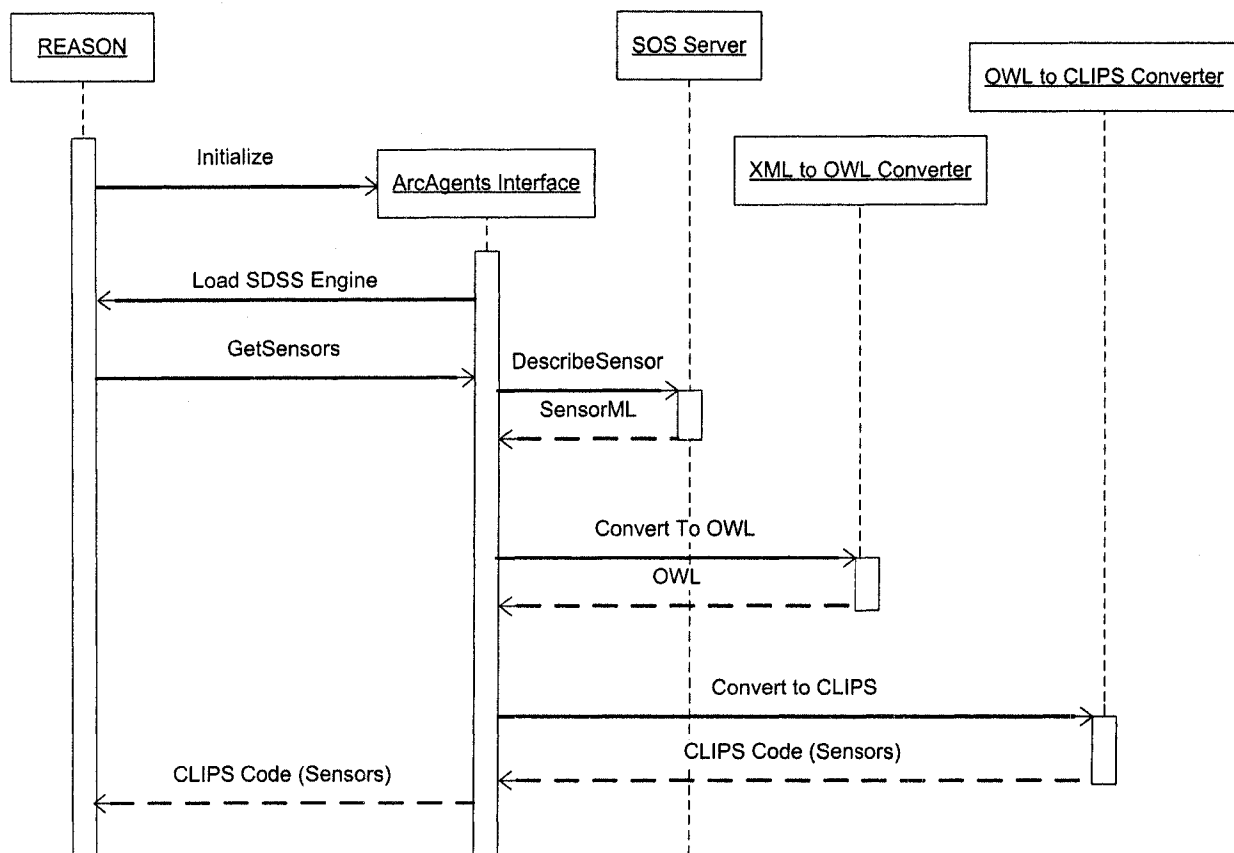 REASON
SOS Server
OWL to CLIPS Converter
Initialize
ArcAgents Interface
XML to OWL Converter
Load SDSS Engine
GetSensors
DescribeSensor
SensorML
Convert To OWL
OWL
Convert to CLIPS
CLIPS Code (Sensors)
CLIPS Code (Sensors)